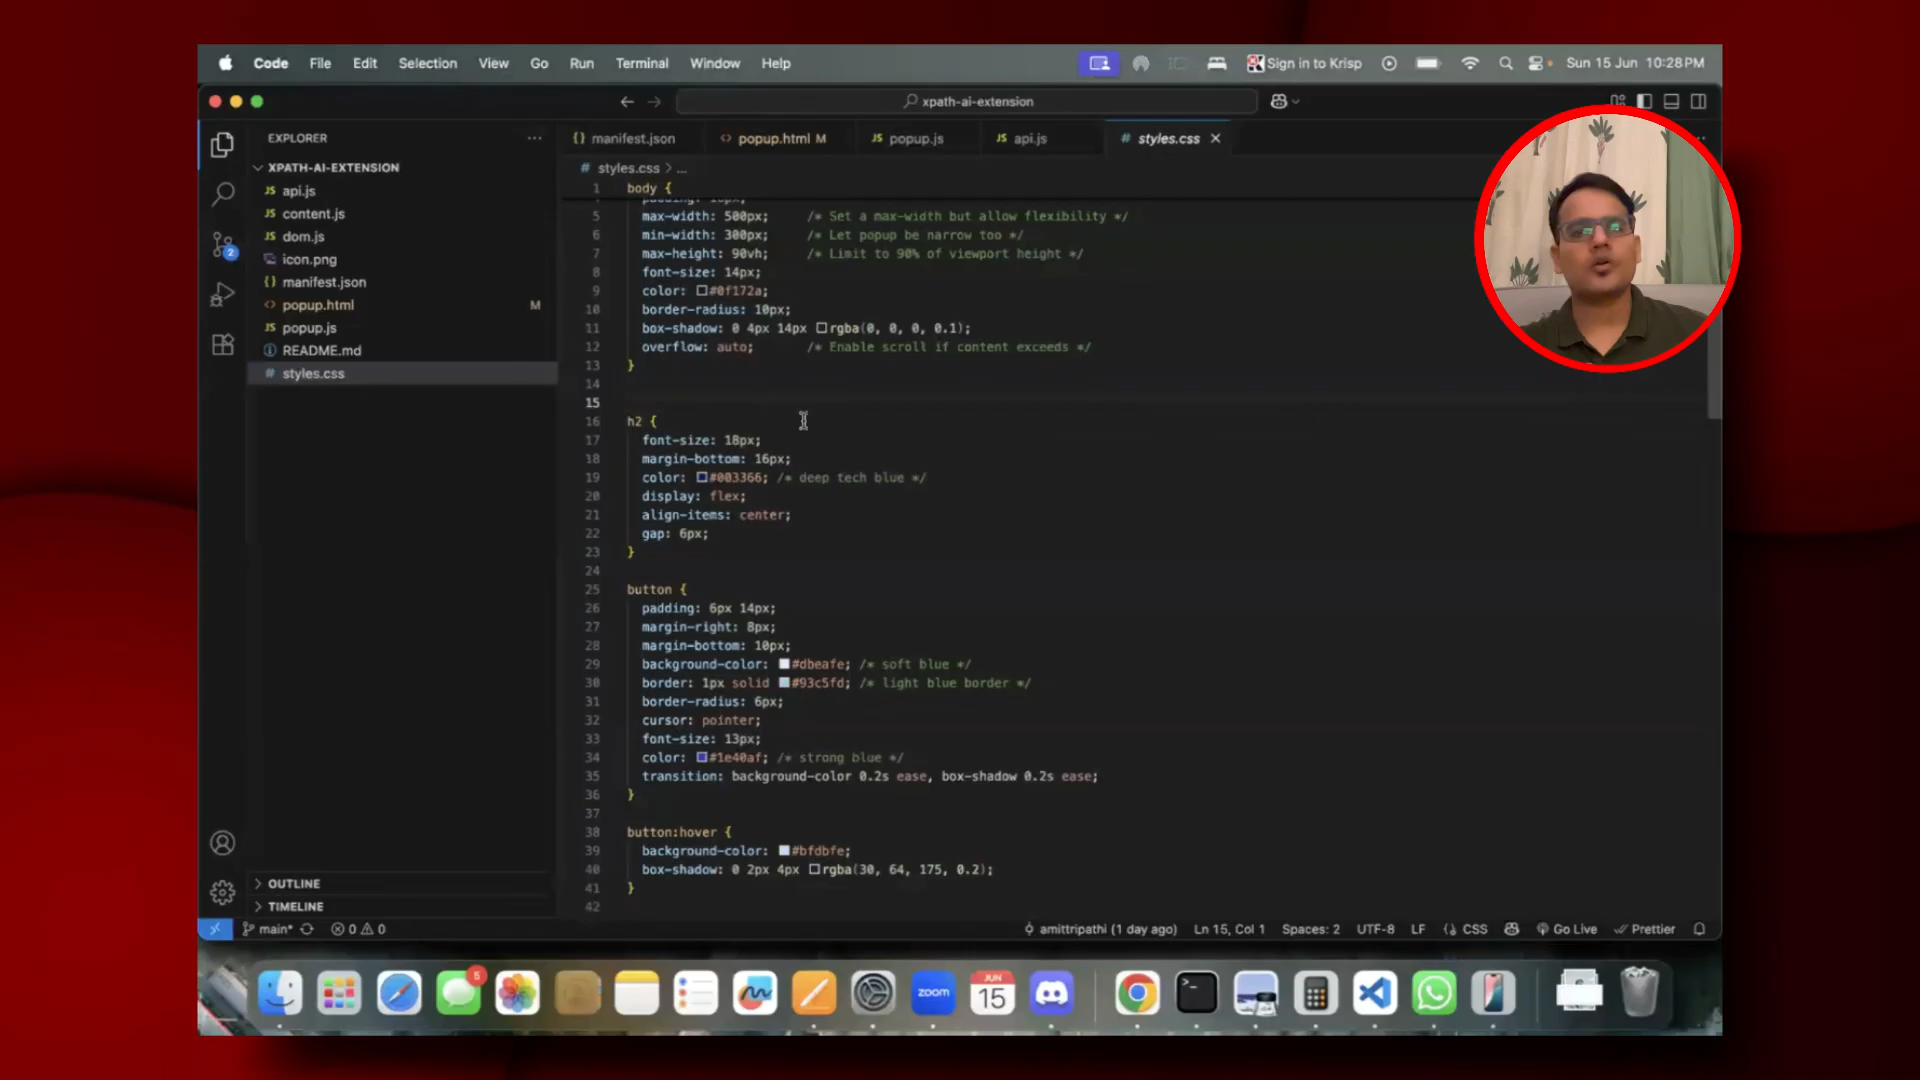 Code File Edit Selection View Go Run Terminal Window Help Sign in to Krisp Sun 15 Jun 10:28 PM
xpath-ai-extension
EXPLORER
XPATH-AI-EXTENSION
JS api.js
JS content.js
JS dom.js
icon.png
{} manifest.json
<> popup.html M
JS popup.js
README.md
# styles.css
2
OUTLINE
TIMELINE
{} manifest.json <> popup.html M JS popup.js JS api.js # styles.css
# styles.css > ...
1 body {
5 max-width: 500px; /* Set a max-width but allow flexibility */
6 min-width: 300px; /* Let popup be narrow too */
7 max-height: 90vh; /* Limit to 90% of viewport height */
8 font-size: 14px;
9 color: #0f172a;
10 border-radius: 10px;
11 box-shadow: 0 4px 14px rgba(0, 0, 0, 0.1);
12 overflow: auto; /* Enable scroll if content exceeds */
13 }
14
15
16 h2 {
17 font-size: 18px;
18 margin-bottom: 16px;
19 color: #003366; /* deep tech blue */
20 display: flex;
21 align-items: center;
22 gap: 6px;
23 }
24
25 button {
26 padding: 6px 14px;
27 margin-right: 8px;
28 margin-bottom: 10px;
29 background-color: #dbeafe; /* soft blue */
30 border: 1px solid #93c5fd; /* light blue border */
31 border-radius: 6px;
32 cursor: pointer;
33 font-size: 13px;
34 color: #1e40af; /* strong blue */
35 transition: background-color 0.2s ease, box-shadow 0.2s ease;
36 }
37
38 button:hover {
39 background-color: #bfdbfe;
40 box-shadow: 0 2px 4px rgba(30, 64, 175, 0.2);
41 }
42
main* 0 0 amittripathi (1 day ago) Ln 15, Col 1 Spaces: 2 UTF-8 LF CSS Go Live Prettier
5
zoom
JUN
15